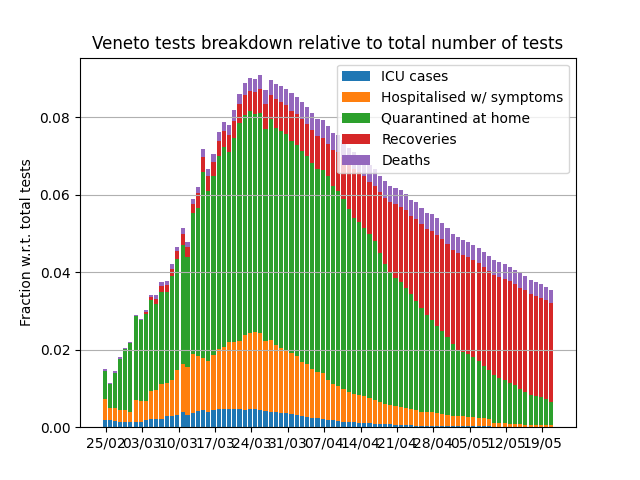 Veneto tests breakdown relative to total number of tests
ICU cases
Hospitalised w/ symptoms
Quarantined at home
Recoveries
Deaths
Fraction w.r.t. total tests
0.08
0.06
0.04
0.02
0.00
25/02 03/03 10/03 17/03 24/03 31/03 07/04 14/04 21/04 28/04 05/05 12/05 19/05